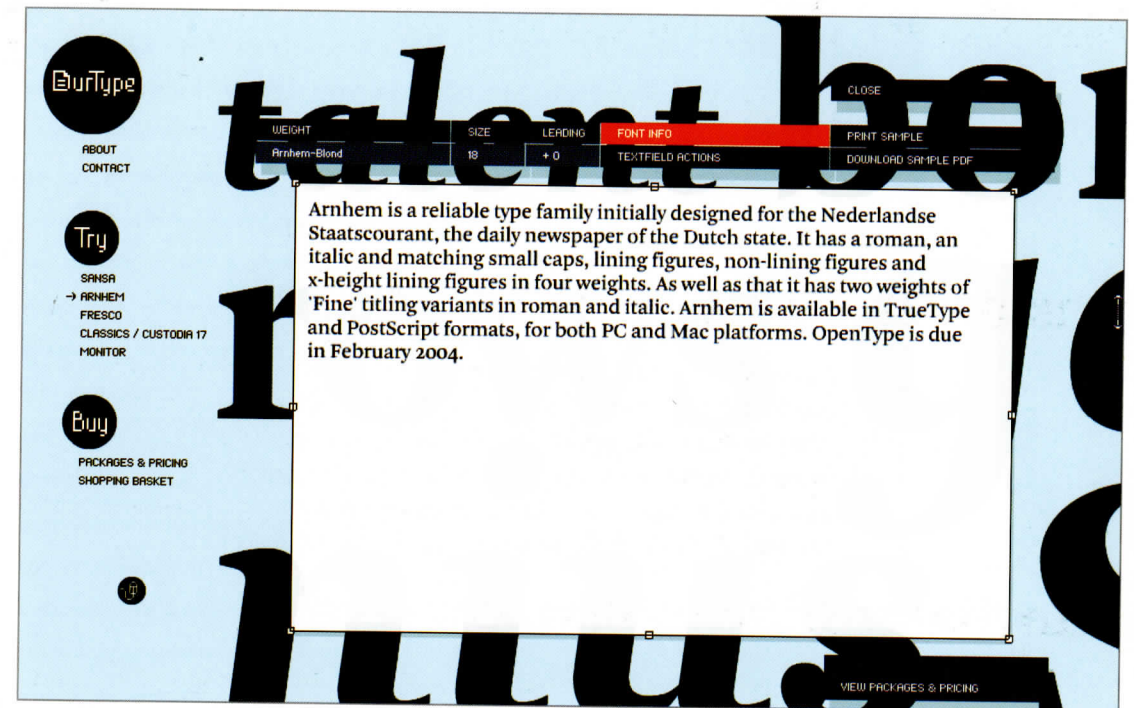 OurType
ABOUT
CONTACT
Try
SANSA
→ ARNHEM
FRESCO
CLASSICS / CUSTODIA 17
MONITOR
Buy
PACKAGES & PRICING
SHOPPING BASKET
talent
CLOSE
WEIGHT SIZE LEADING FONT INFO PRINT SAMPLE
Arnhem-Blond 18 + 0 TEXTFIELD ACTIONS DOWNLOAD SAMPLE PDF
Arnhem is a reliable type family initially designed for the Nederlandse
Staatscourant, the daily newspaper of the Dutch state. It has a roman, an
italic and matching small caps, lining figures, non-lining figures and
x-height lining figures in four weights. As well as that it has two weights of
'Fine' titling variants in roman and italic. Arnhem is available in TrueType
and PostScript formats, for both PC and Mac platforms. OpenType is due
in February 2004.
VIEW PACKAGES & PRICING